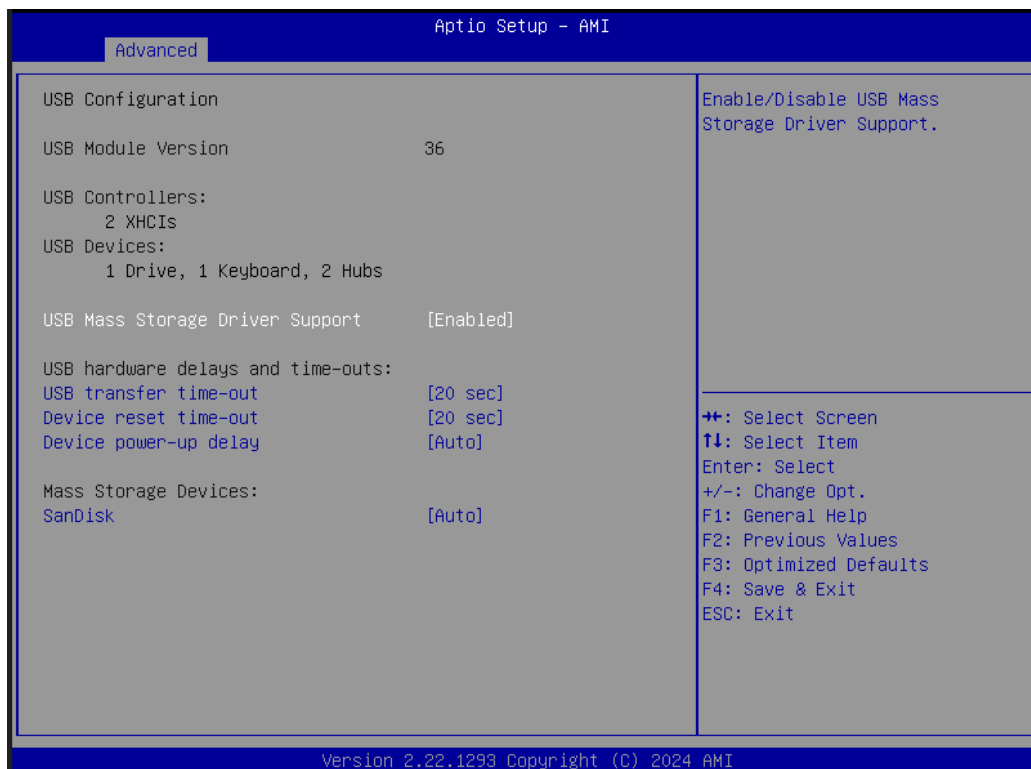 Aptio Setup – AMI
Advanced
USB Configuration
USB Module Version 36
USB Controllers:
2 XHCIs
USB Devices:
1 Drive, 1 Keyboard, 2 Hubs
USB Mass Storage Driver Support [Enabled]
USB hardware delays and time-outs:
USB transfer time-out [20 sec]
Device reset time-out [20 sec]
Device power-up delay [Auto]
Mass Storage Devices:
SanDisk [Auto]
Enable/Disable USB Mass
Storage Driver Support.
→←: Select Screen
↑↓: Select Item
Enter: Select
+/-: Change Opt.
F1: General Help
F2: Previous Values
F3: Optimized Defaults
F4: Save & Exit
ESC: Exit
Version 2.22.1293 Copyright (C) 2024 AMI